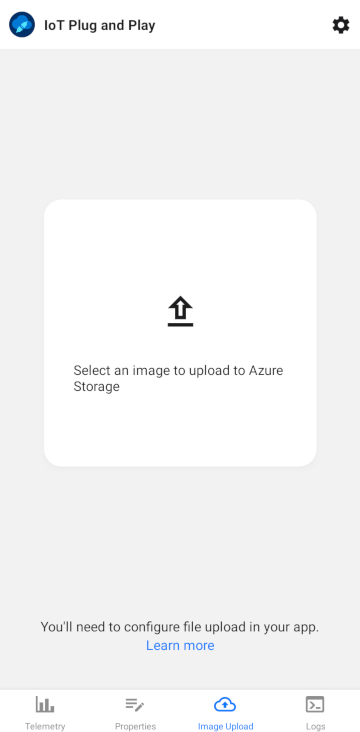 IoT Plug and Play
Select an image to upload to Azure
Storage
You'll need to configure file upload in your app.
Learn more
Telemetry
Properties
Image Upload
Logs